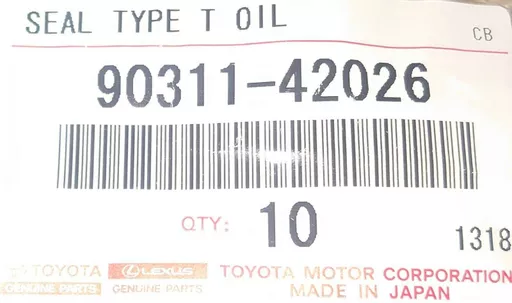 SEAL TYPE T OIL
CB
90311-42026
QTY: 10
1318
TOYOTA LEXUS TOYOTA MOTOR CORPORATION
GENUINE PARTS GENUINE PARTS MADE IN JAPAN